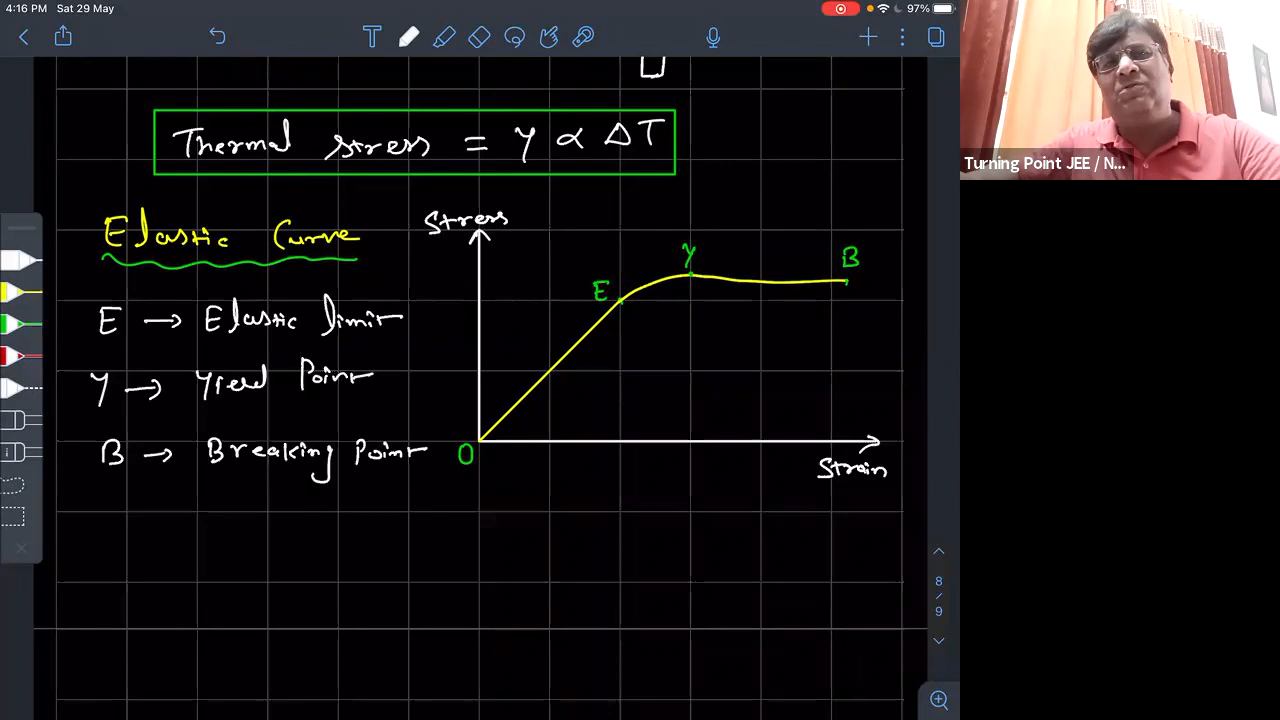 4:16 PM Sat 29 May
97%
Thermal stress = Y α ΔT
Elastic Curve
E → Elastic limit
Y → Yield Point
B → Breaking Point
Stress
E
Y
B
O
Strain
8
/
9
Turning Point JEE / N...